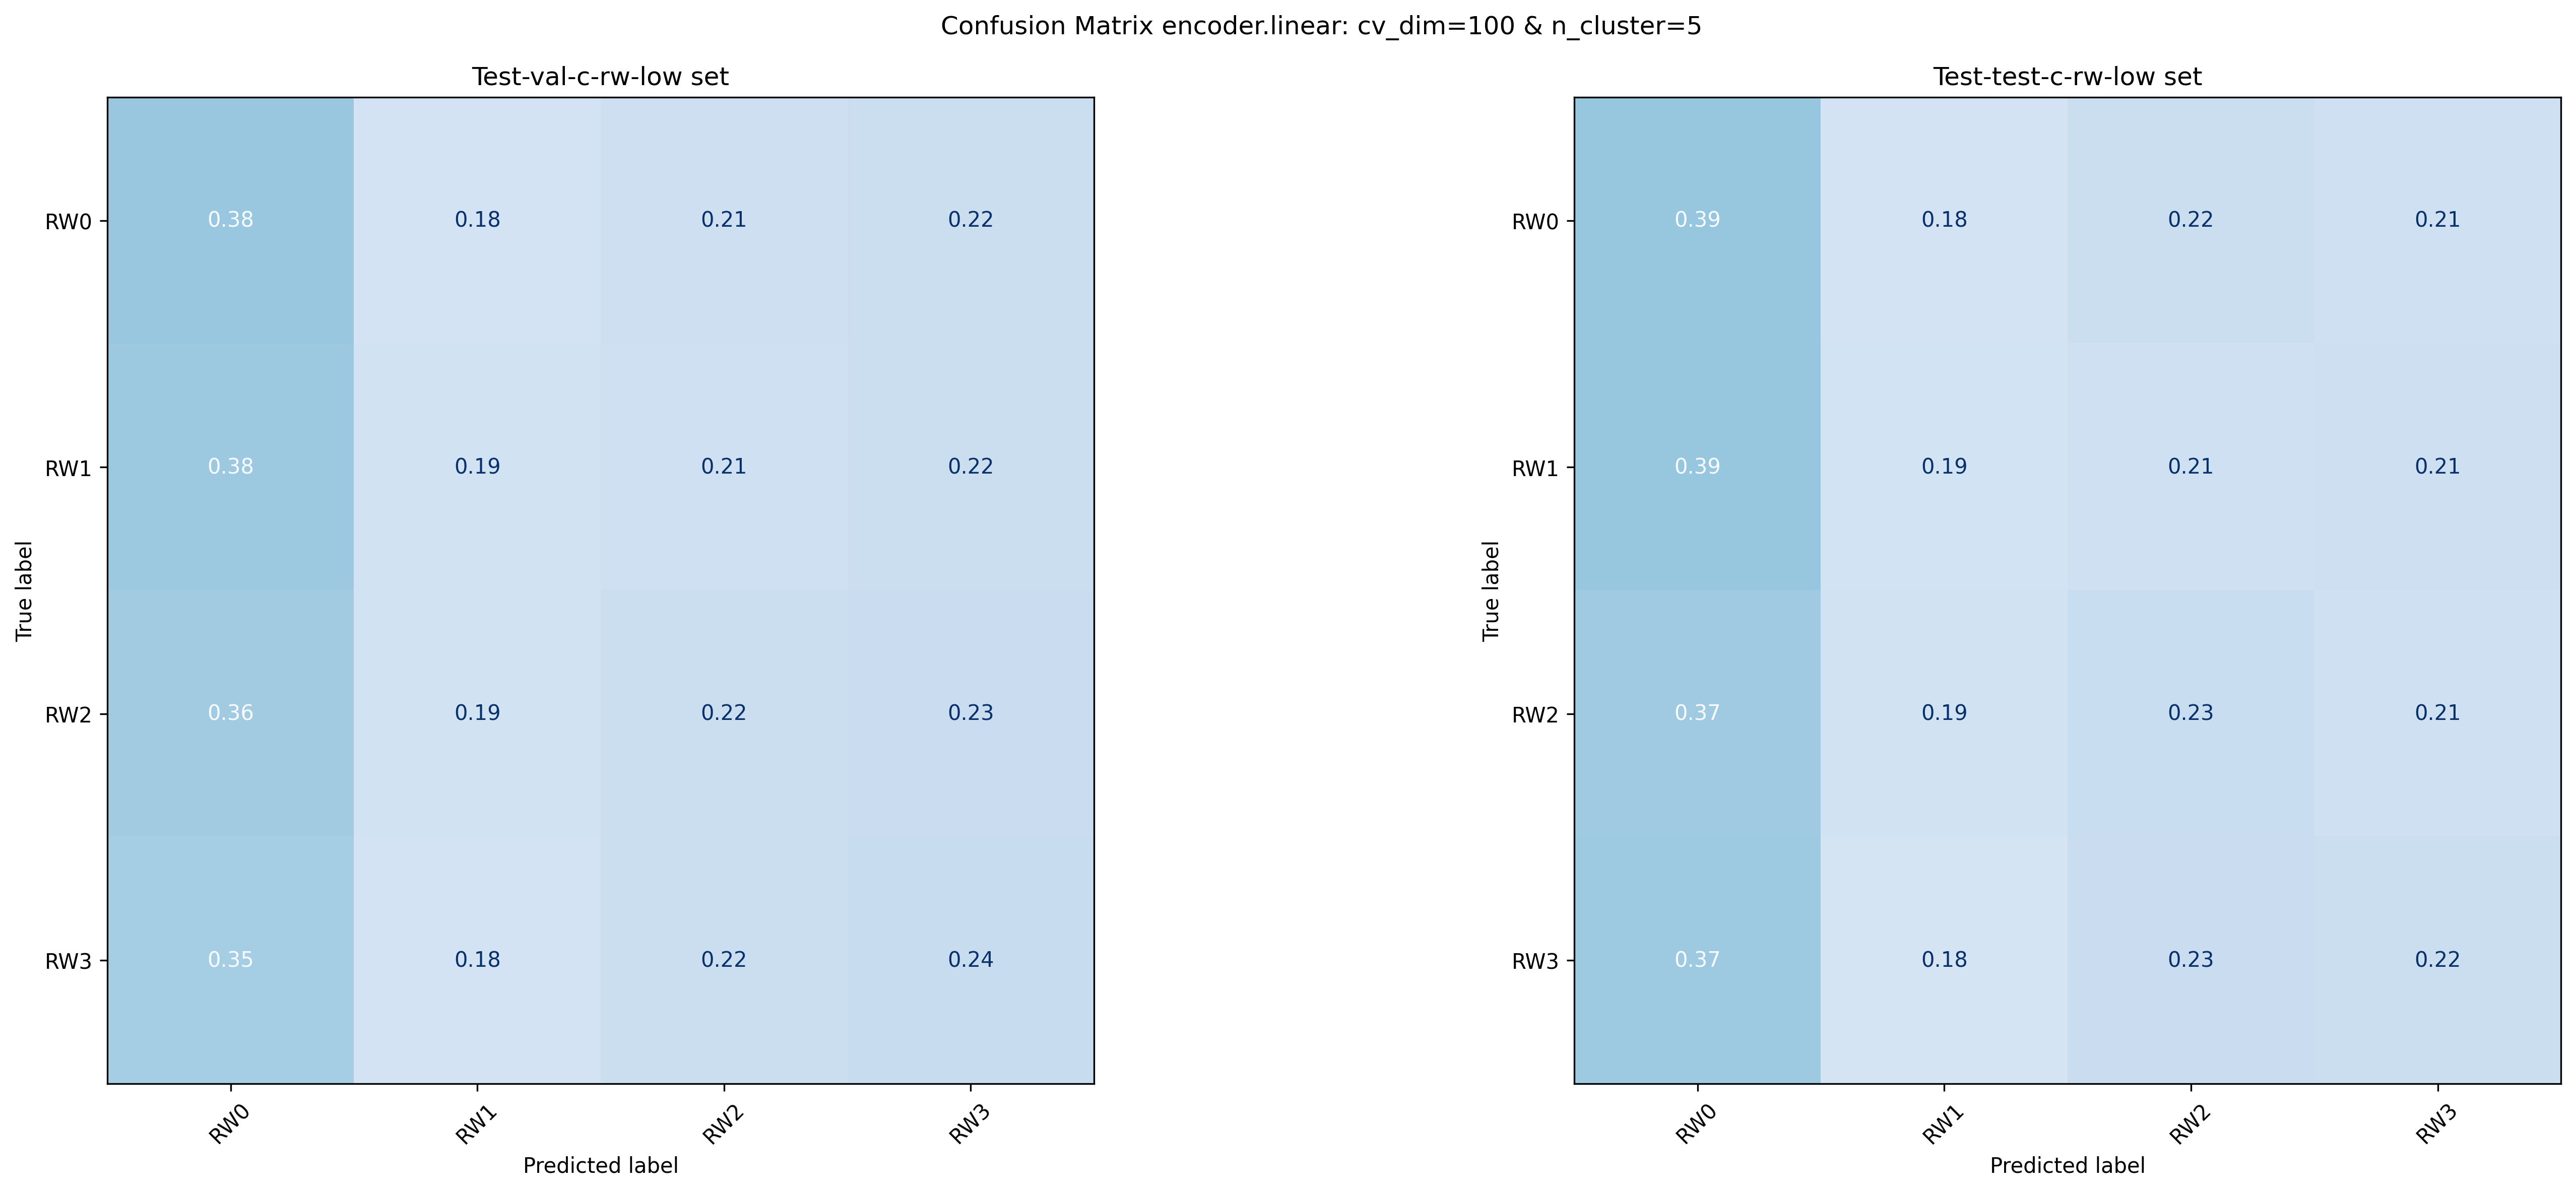 Confusion Matrix encoder.linear: cv_dim=100 & n_cluster=5
Test-val-c-rw-low set
True label
RW0 0.38 0.18 0.21 0.22
RW1 0.38 0.19 0.21 0.22
RW2 0.36 0.19 0.22 0.23
RW3 0.35 0.18 0.22 0.24
RW0 RW1 RW2 RW3
Predicted label
Test-test-c-rw-low set
True label
RW0 0.39 0.18 0.22 0.21
RW1 0.39 0.19 0.21 0.21
RW2 0.37 0.19 0.23 0.21
RW3 0.37 0.18 0.23 0.22
RW0 RW1 RW2 RW3
Predicted label